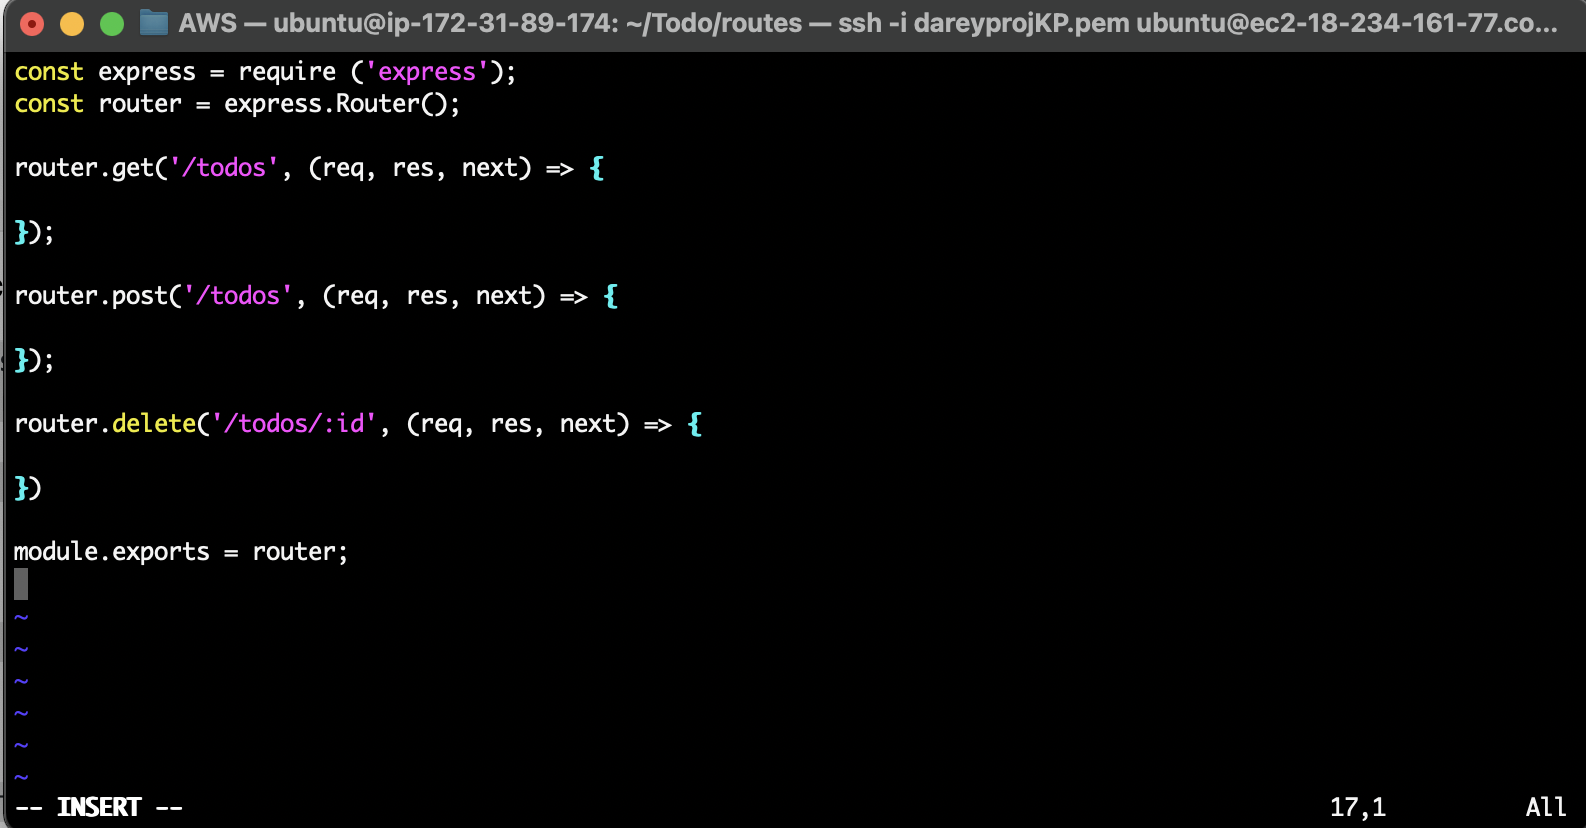 AWS — ubuntu@ip-172-31-89-174: ~/Todo/routes — ssh -i dareyprojKP.pem ubuntu@ec2-18-234-161-77.co...
const express = require ('express');
const router = express.Router();
router.get('/todos', (req, res, next) => {
});
router.post('/todos', (req, res, next) => {
});
router.delete('/todos/:id', (req, res, next) => {
})
module.exports = router;
~
~
~
~
~
~
-- INSERT -- 17,1 All